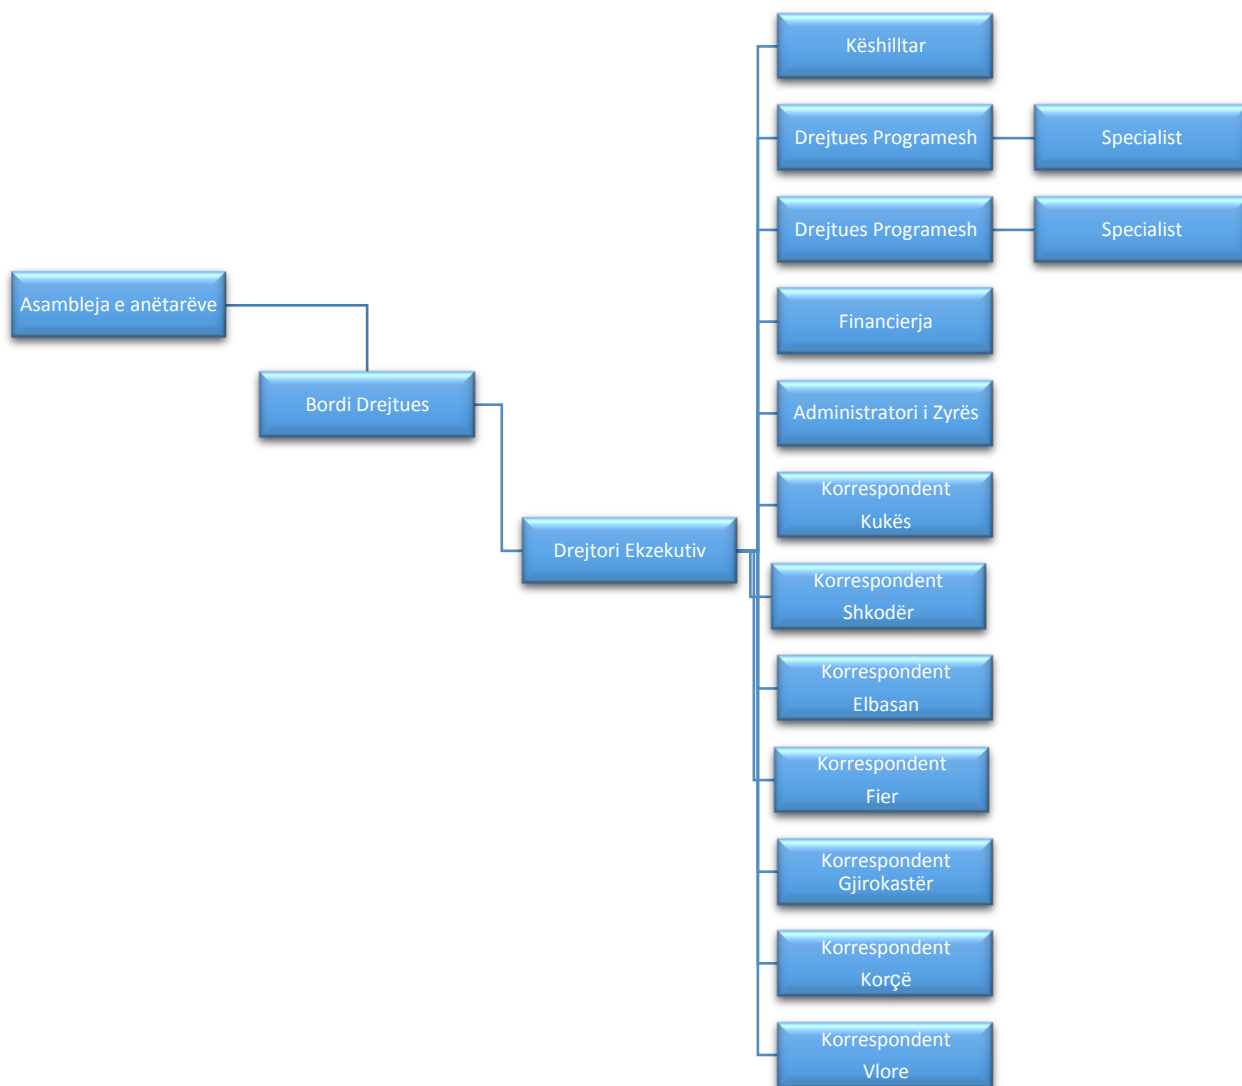 Këshilltar
Drejtues Programesh
Specialist
Drejtues Programesh
Specialist
Asambleja e anëtarëve
Financierja
Bordi Drejtues
Administratori i Zyrës
Korrespondent
Kukës
Drejtori Ekzekutiv
Korrespondent
Shkodër
Korrespondent
Elbasan
Korrespondent
Fier
Korrespondent
Gjirokastër
Korrespondent
Korçë
Korrespondent
Vlore